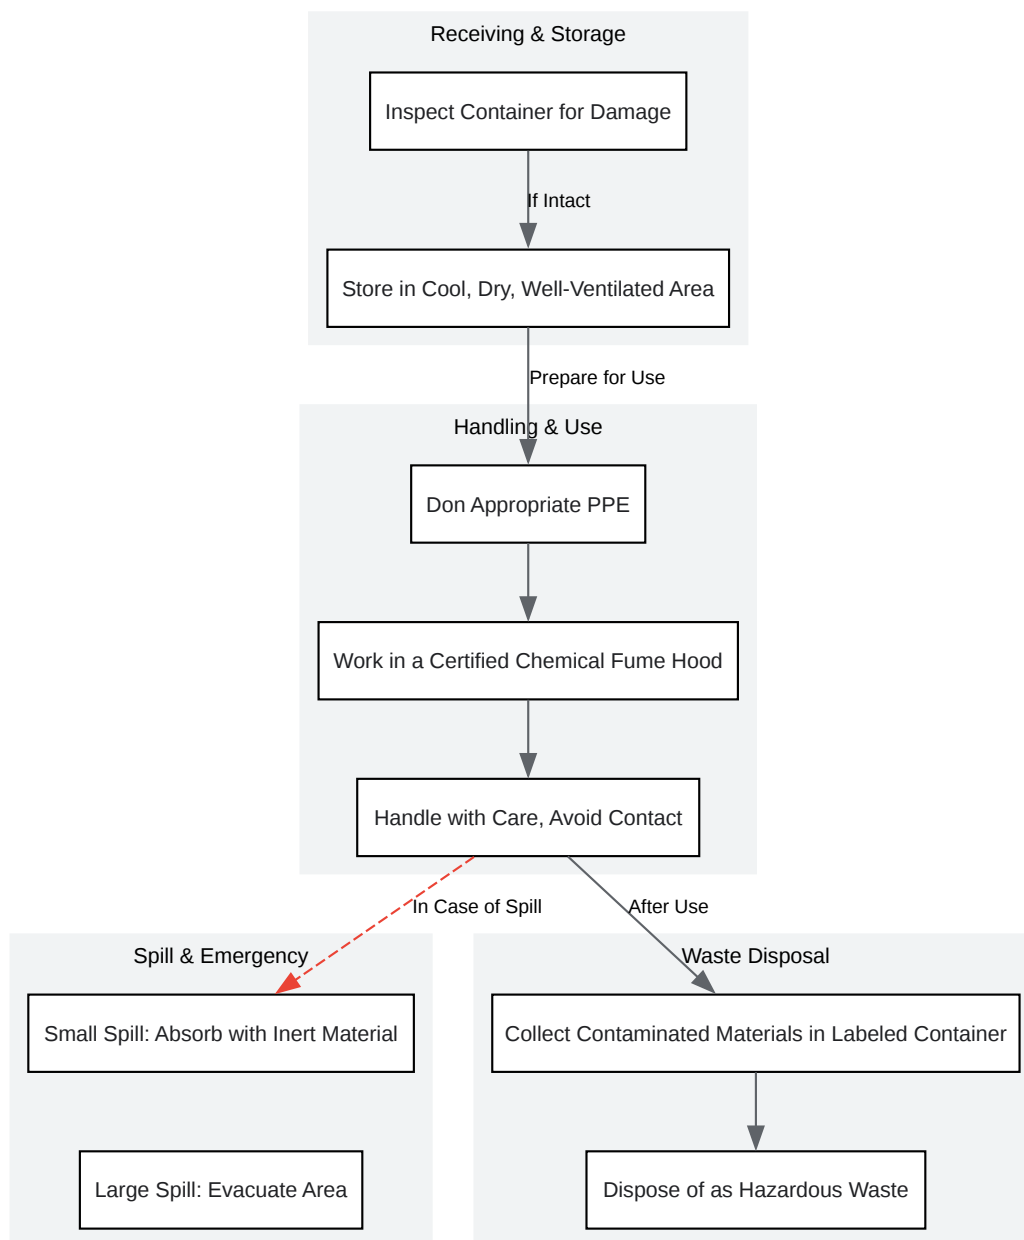 Receiving & Storage
Inspect Container for Damage
If Intact
Store in Cool, Dry, Well-Ventilated Area
Prepare for Use
Handling & Use
Don Appropriate PPE
Work in a Certified Chemical Fume Hood
Handle with Care, Avoid Contact
In Case of Spill
After Use
Spill & Emergency
Small Spill: Absorb with Inert Material
Large Spill: Evacuate Area
Waste Disposal
Collect Contaminated Materials in Labeled Container
Dispose of as Hazardous Waste